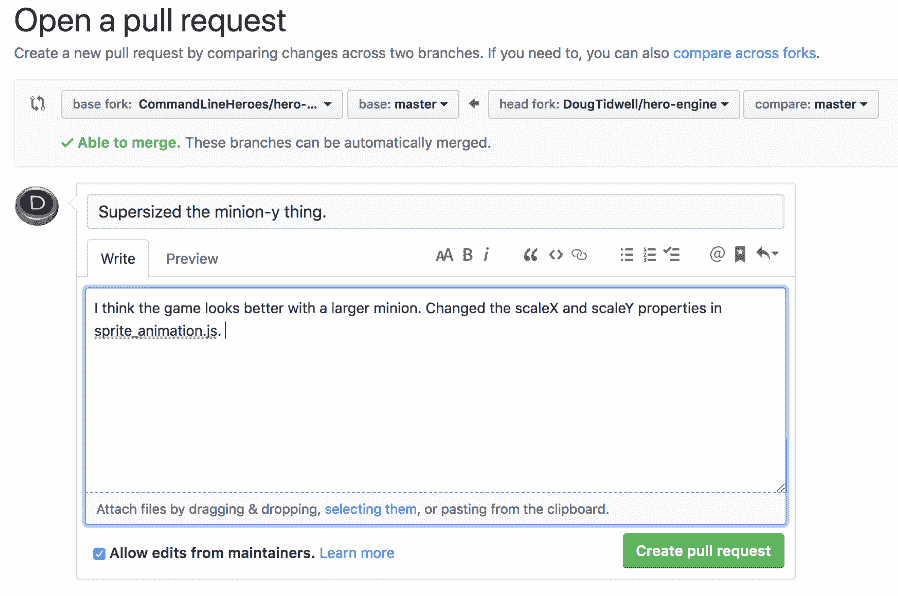 Open a pull request
Create a new pull request by comparing changes across two branches. If you need to, you can also compare across forks.
base fork: CommandLineHeroes/hero-... base: master head fork: DougTidwell/hero-engine compare: master
Able to merge. These branches can be automatically merged.
D
Supersized the minion-y thing.
Write Preview AA B i @
I think the game looks better with a larger minion. Changed the scaleX and scaleY properties in
sprite_animation.js.
Attach files by dragging & dropping, selecting them, or pasting from the clipboard.
Allow edits from maintainers. Learn more
Create pull request